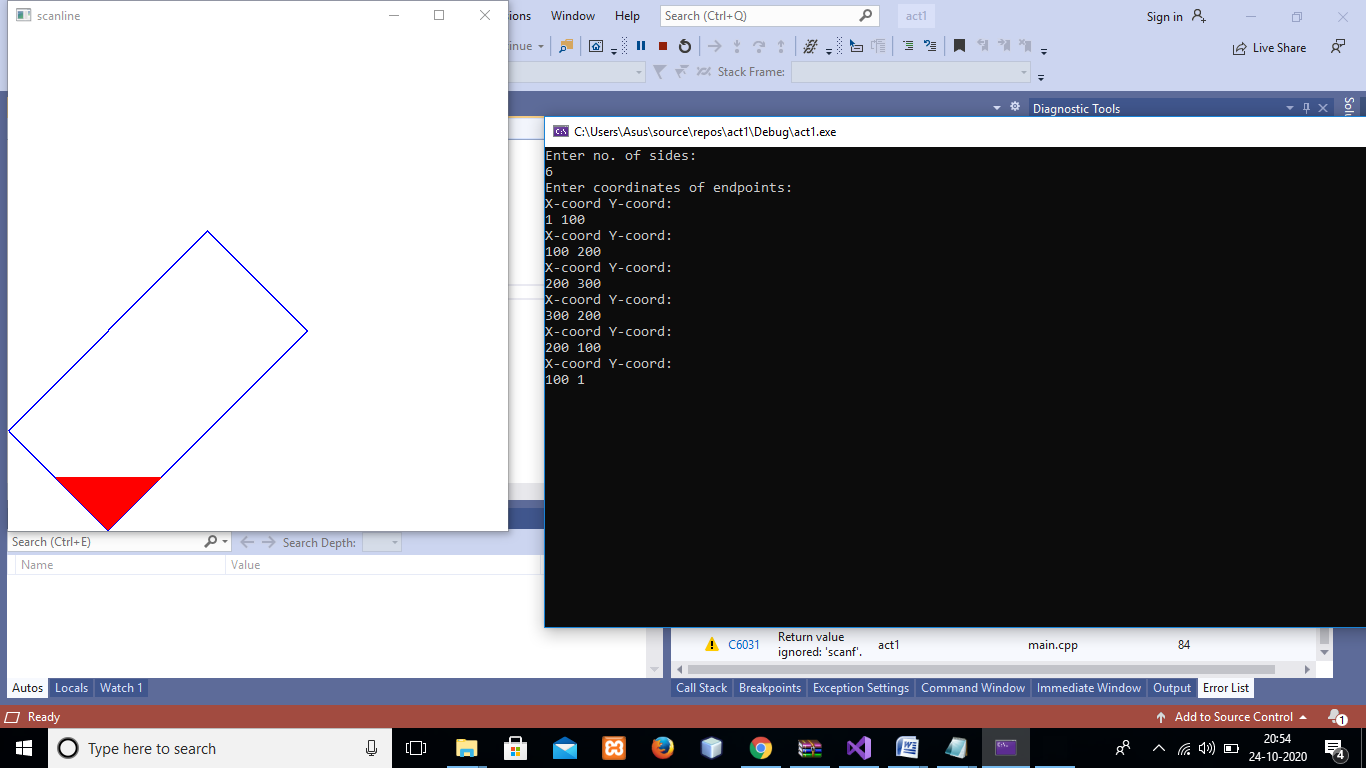 scanline
sions Window Help Search (Ctrl+Q) act1 Sign in
Live Share
Stack Frame:
Diagnostic Tools
C:\Users\Asus\source\repos\act1\Debug\act1.exe
Enter no. of sides:
6
Enter coordinates of endpoints:
X-coord Y-coord:
1 100
X-coord Y-coord:
100 200
X-coord Y-coord:
200 300
X-coord Y-coord:
300 200
X-coord Y-coord:
200 100
X-coord Y-coord:
100 1
Search (Ctrl+E) Search Depth:
Name Value
C6031 Return value ignored: 'scanf'. act1 main.cpp 84
Autos Locals Watch 1
Call Stack Breakpoints Exception Settings Command Window Immediate Window Output Error List
Ready Add to Source Control 1
Type here to search
20:54
24-10-2020
4